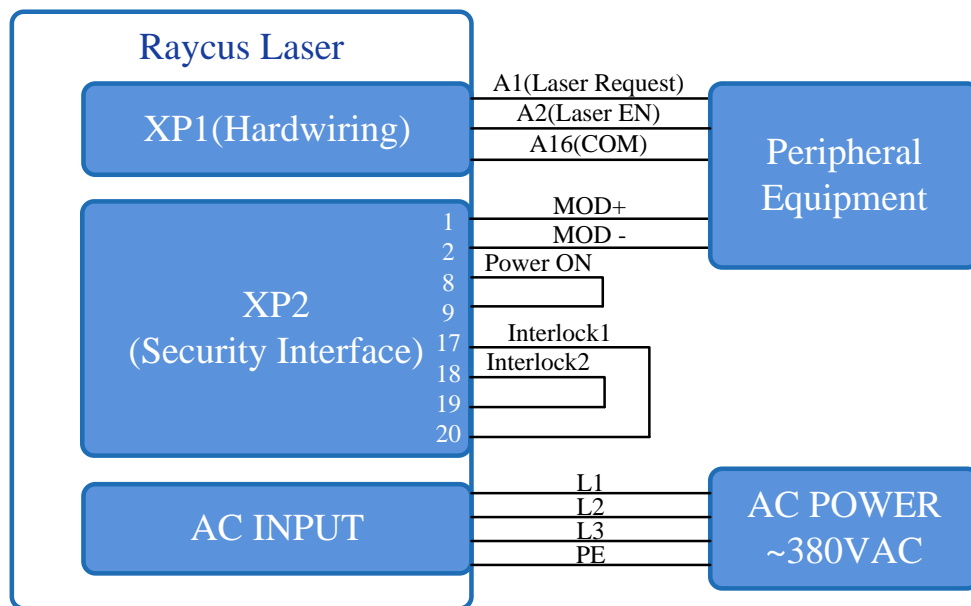 Raycus Laser
XP1(Hardwiring)
A1(Laser Request)
A2(Laser EN)
A16(COM)
Peripheral
Equipment
XP2
(Security Interface)
1
2
8
9
17
18
19
20
MOD+
MOD -
Power ON
Interlock1
Interlock2
AC INPUT
L1
L2
L3
PE
AC POWER
~380VAC